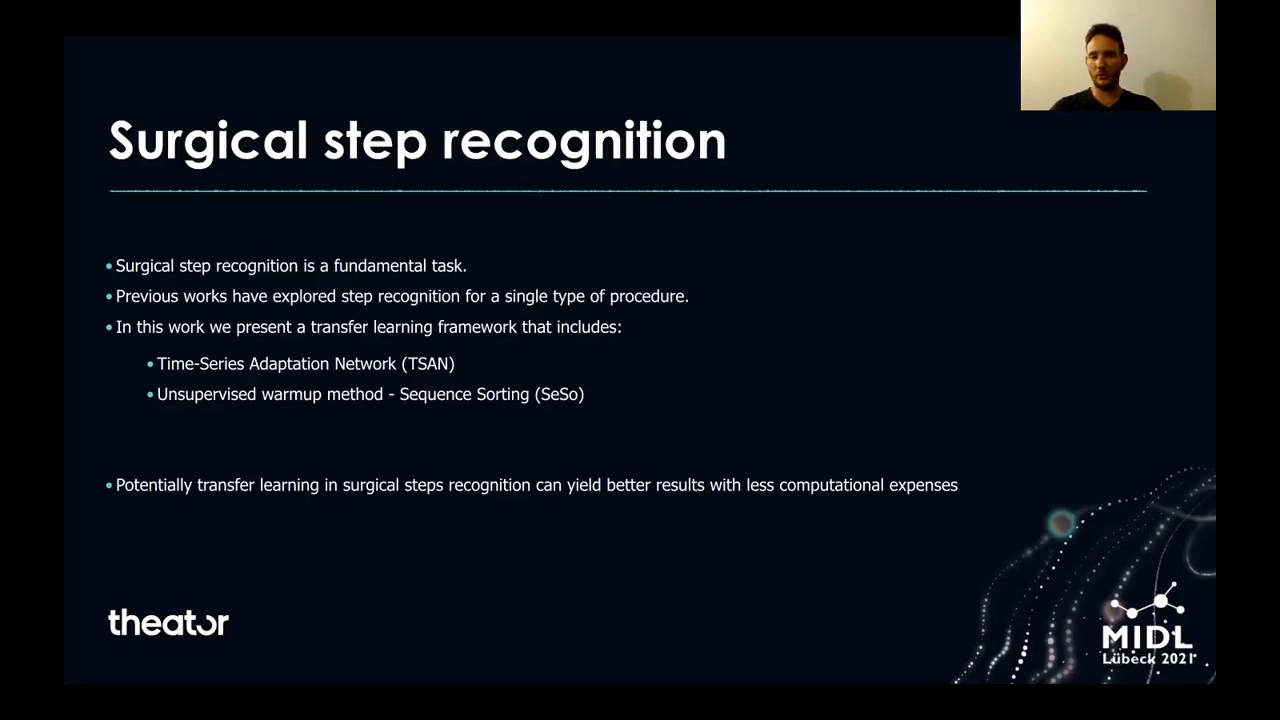 Surgical step recognition
• Surgical step recognition is a fundamental task.
• Previous works have explored step recognition for a single type of procedure.
• In this work we present a transfer learning framework that includes:
• Time-Series Adaptation Network (TSAN)
• Unsupervised warmup method - Sequence Sorting (SeSo)
• Potentially transfer learning in surgical steps recognition can yield better results with less computational expenses
theator
MIDL
Lübeck 2021